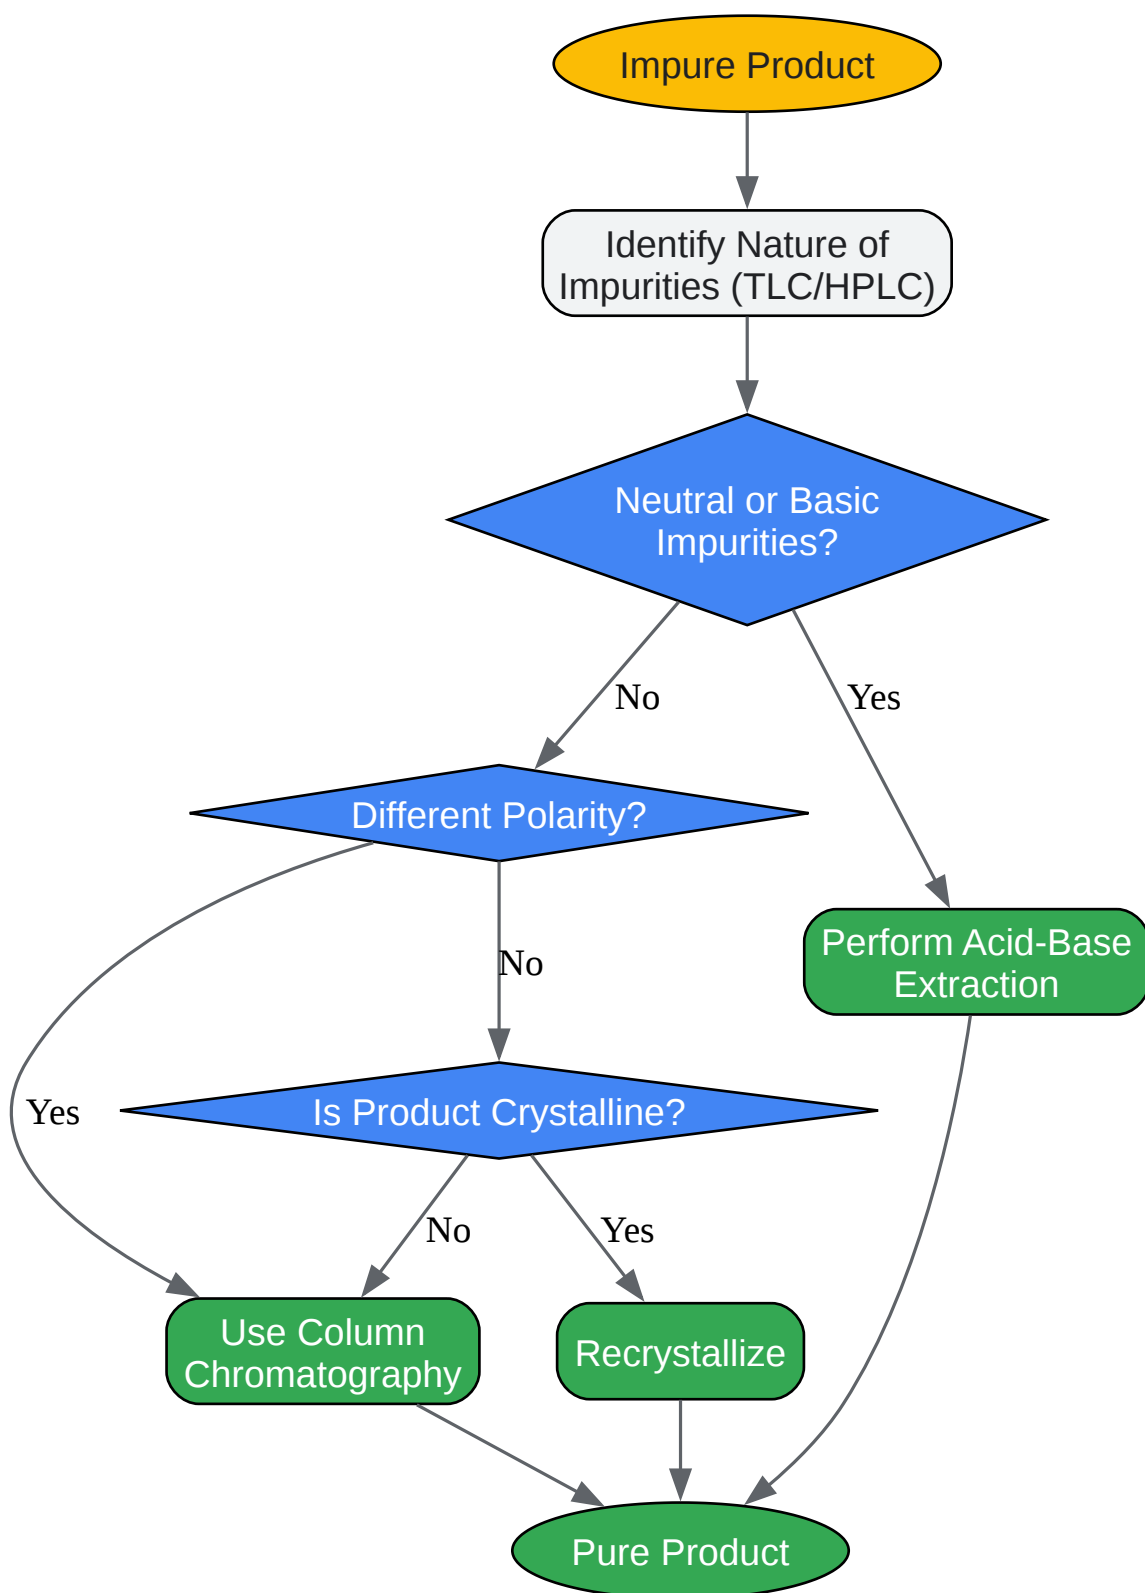 Impure Product
Identify Nature of
Impurities (TLC/HPLC)
Neutral or Basic
Impurities?
No
Yes
Different Polarity?
Perform Acid-Base
Extraction
No
Yes
Is Product Crystalline?
No
Yes
Use Column
Chromatography
Recrystallize
Pure Product